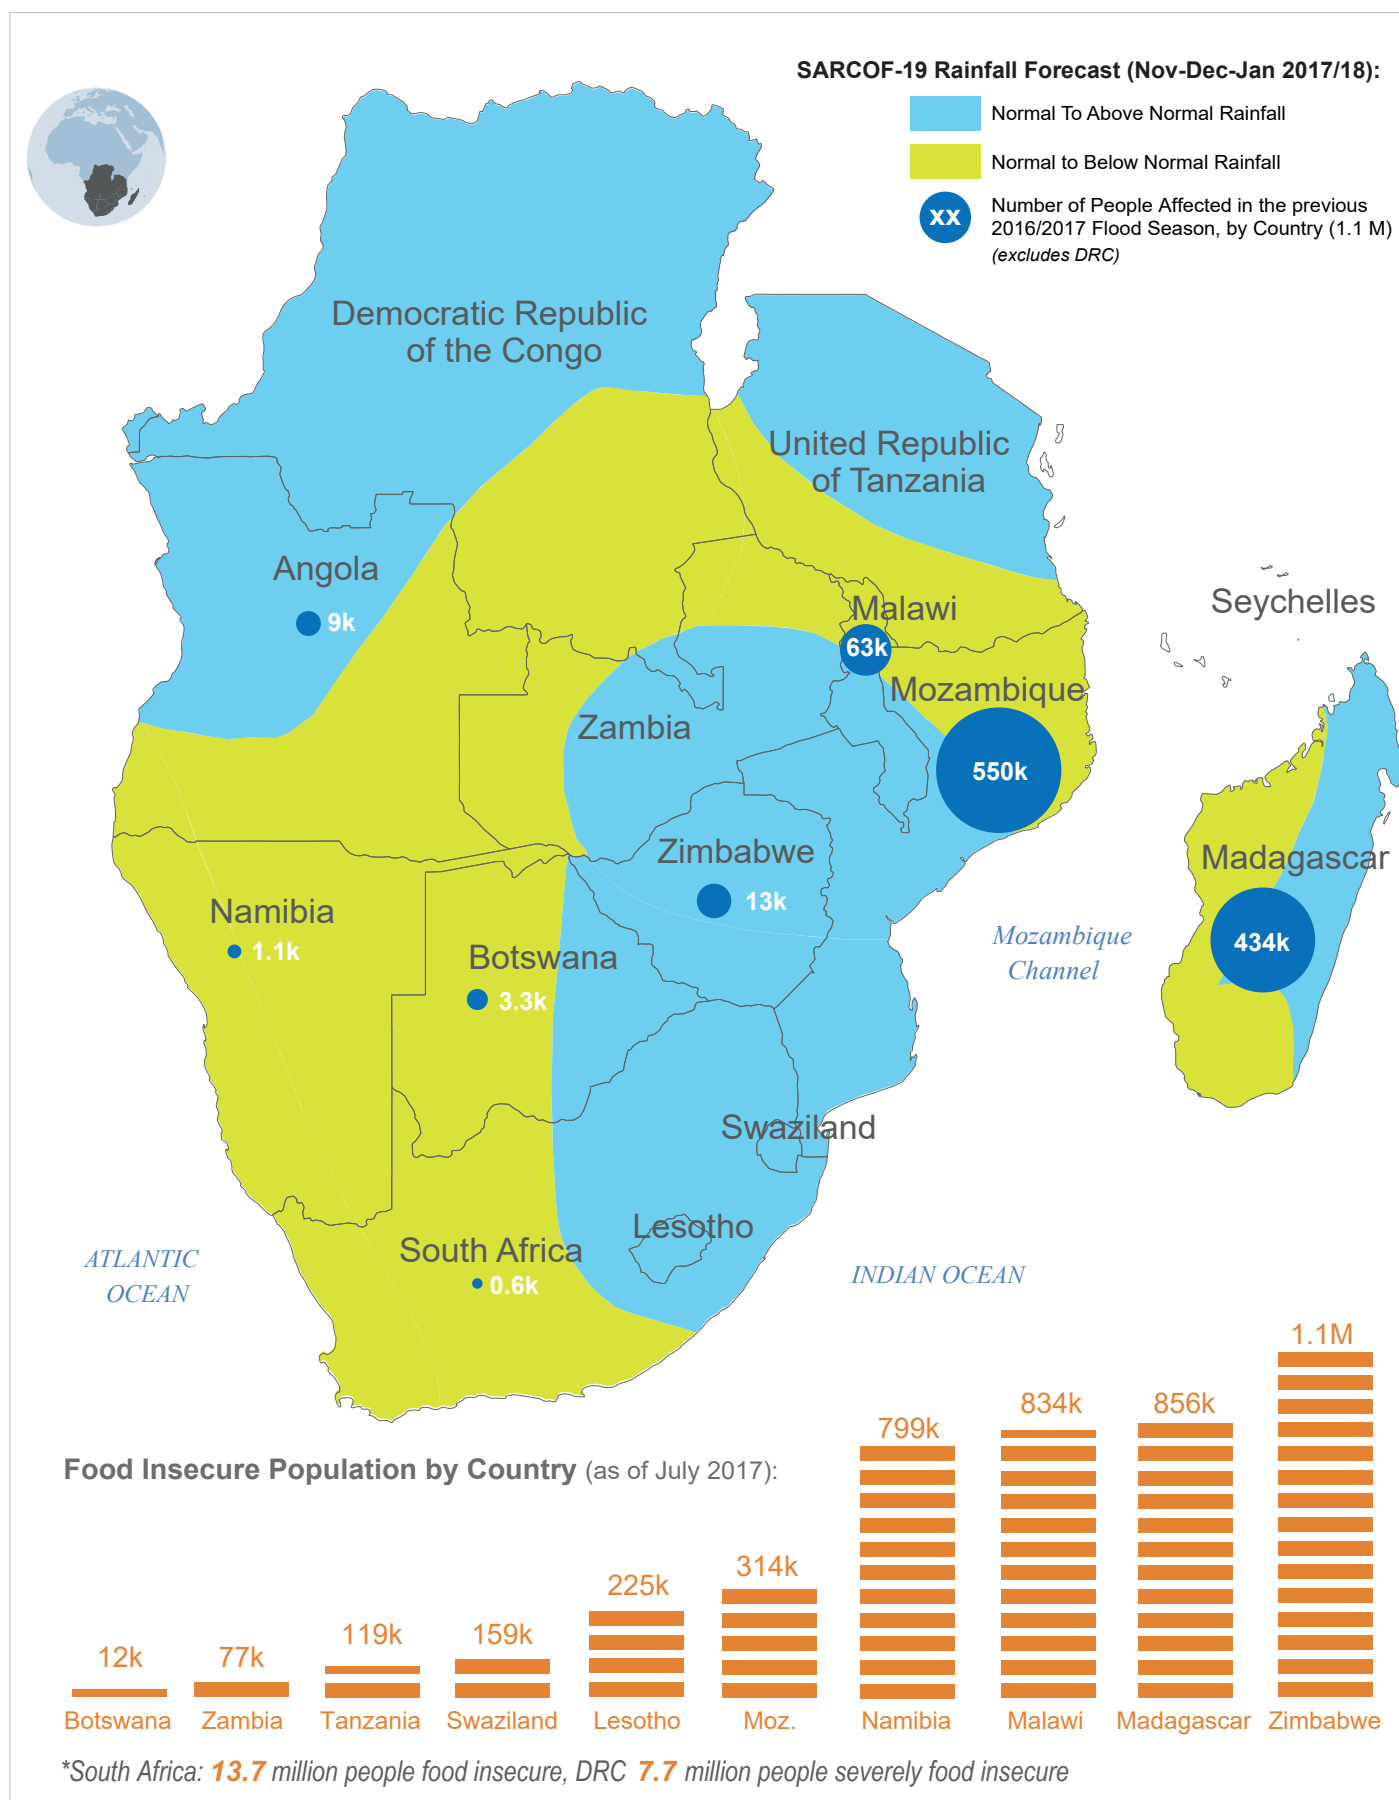 SARCOF-19 Rainfall Forecast (Nov-Dec-Jan 2017/18):
Normal To Above Normal Rainfall
Normal to Below Normal Rainfall
xx
Number of People Affected in the previous
2016/2017 Flood Season, by Country (1.1 M)
(excludes DRC)
Democratic Republic
of the Congo
United Republic
of Tanzania
Angola
9k
Malawi
63k
Seychelles
Mozambique
550k
Zambia
Zimbabwe
13k
Madagascar
434k
Namibia
1.1k
Botswana
3.3k
Mozambique
Channel
Swaziland
Lesotho
South Africa
0.6k
ATLANTIC
OCEAN
INDIAN OCEAN
Food Insecure Population by Country (as of July 2017):
12k
77k
119k
159k
225k
314k
799k
834k
856k
1.1M
Botswana
Zambia
Tanzania
Swaziland
Lesotho
Moz.
Namibia
Malawi
Madagascar
Zimbabwe
*South Africa: 13.7 million people food insecure, DRC 7.7 million people severely food insecure